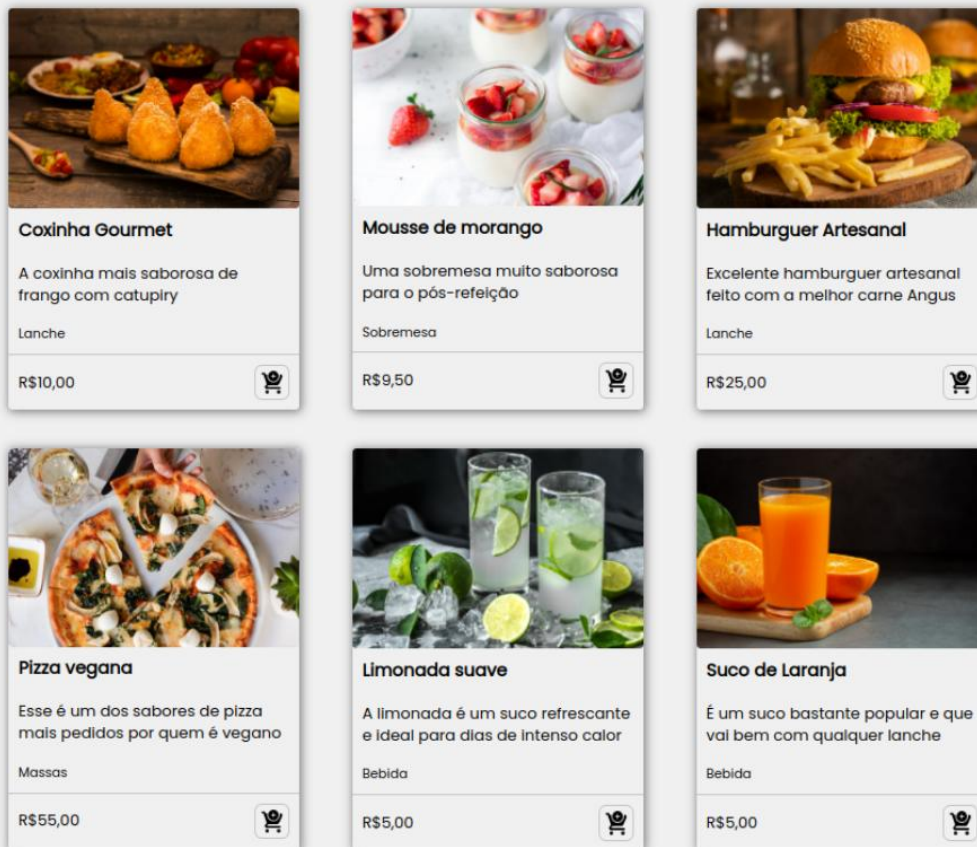 Coxinha Gourmet
A coxinha mais saborosa de
frango com catupiry
Lanche
R$10,00
Mousse de morango
Uma sobremesa muito saborosa
para o pós-refeição
Sobremesa
R$9,50
Hamburguer Artesanal
Excelente hamburguer artesanal
feito com a melhor carne Angus
Lanche
R$25,00
Pizza vegana
Esse é um dos sabores de pizza
mais pedidos por quem é vegano
Massas
R$55,00
Limonada suave
A limonada é um suco refrescante
e ideal para dias de intenso calor
Bebida
R$5,00
Suco de Laranja
É um suco bastante popular e que
vai bem com qualquer lanche
Bebida
R$5,00